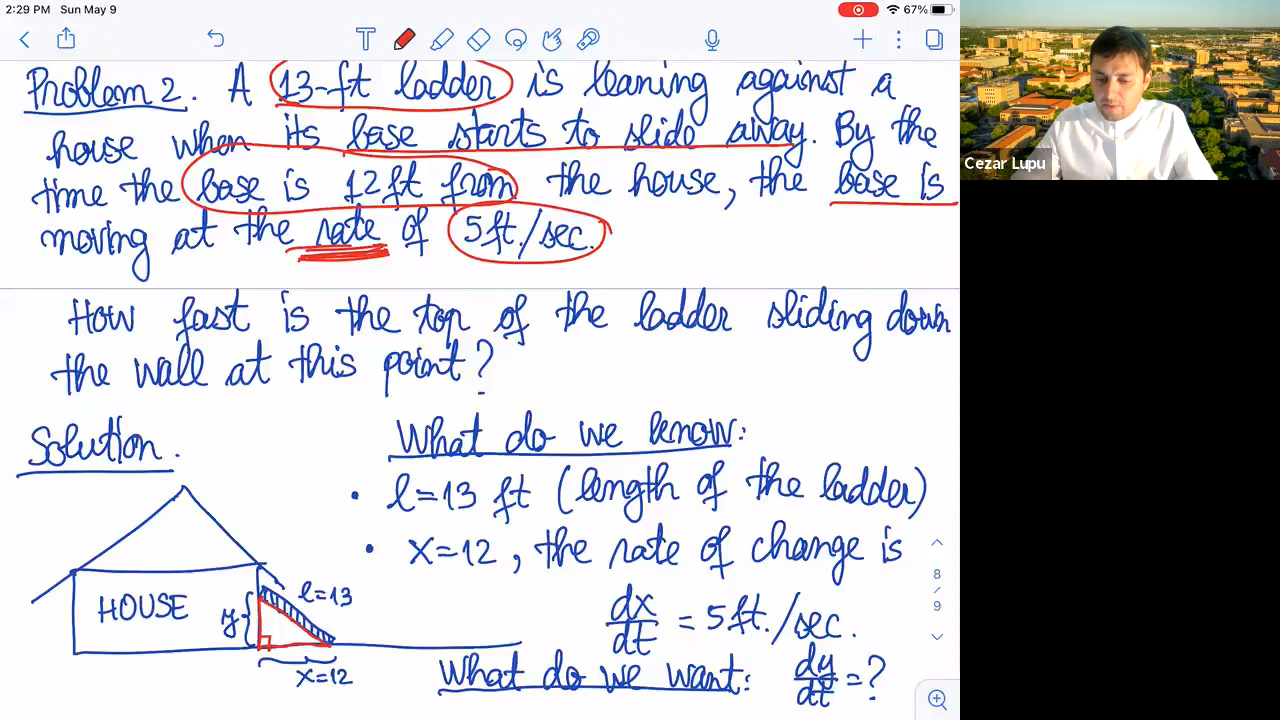 2:29 PM Sun May 9
67%
Problem 2. A 13-ft ladder is leaning against a
house when its base starts to slide away. By the
time the base is 12 ft from the house, the base is
moving at the rate of 5ft./sec.
How fast is the top of the ladder sliding down
the wall at this point?
Solution.
What do we know:
• l=13 ft (length of the ladder)
• x=12, the rate of change is
dx/dt = 5ft./sec.
What do we want: dy/dt = ?
HOUSE
y
l=13
x=12
8
/
9
T
Cezar Lupu